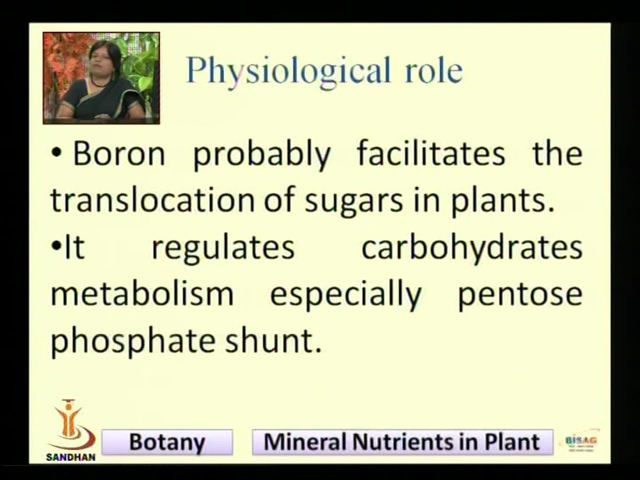 Physiological role
• Boron probably facilitates the
translocation of sugars in plants.
•It regulates carbohydrates
metabolism especially pentose
phosphate shunt.
SANDHAN
Botany
Mineral Nutrients in Plant
BISAG